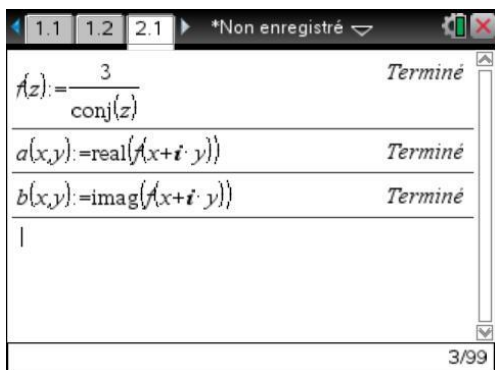 1.1 1.2 2.1 *Non enregistré
f(z):=3/conj(z) Terminé
a(x,y):=real(f(x+i·y)) Terminé
b(x,y):=imag(f(x+i·y)) Terminé
3/99